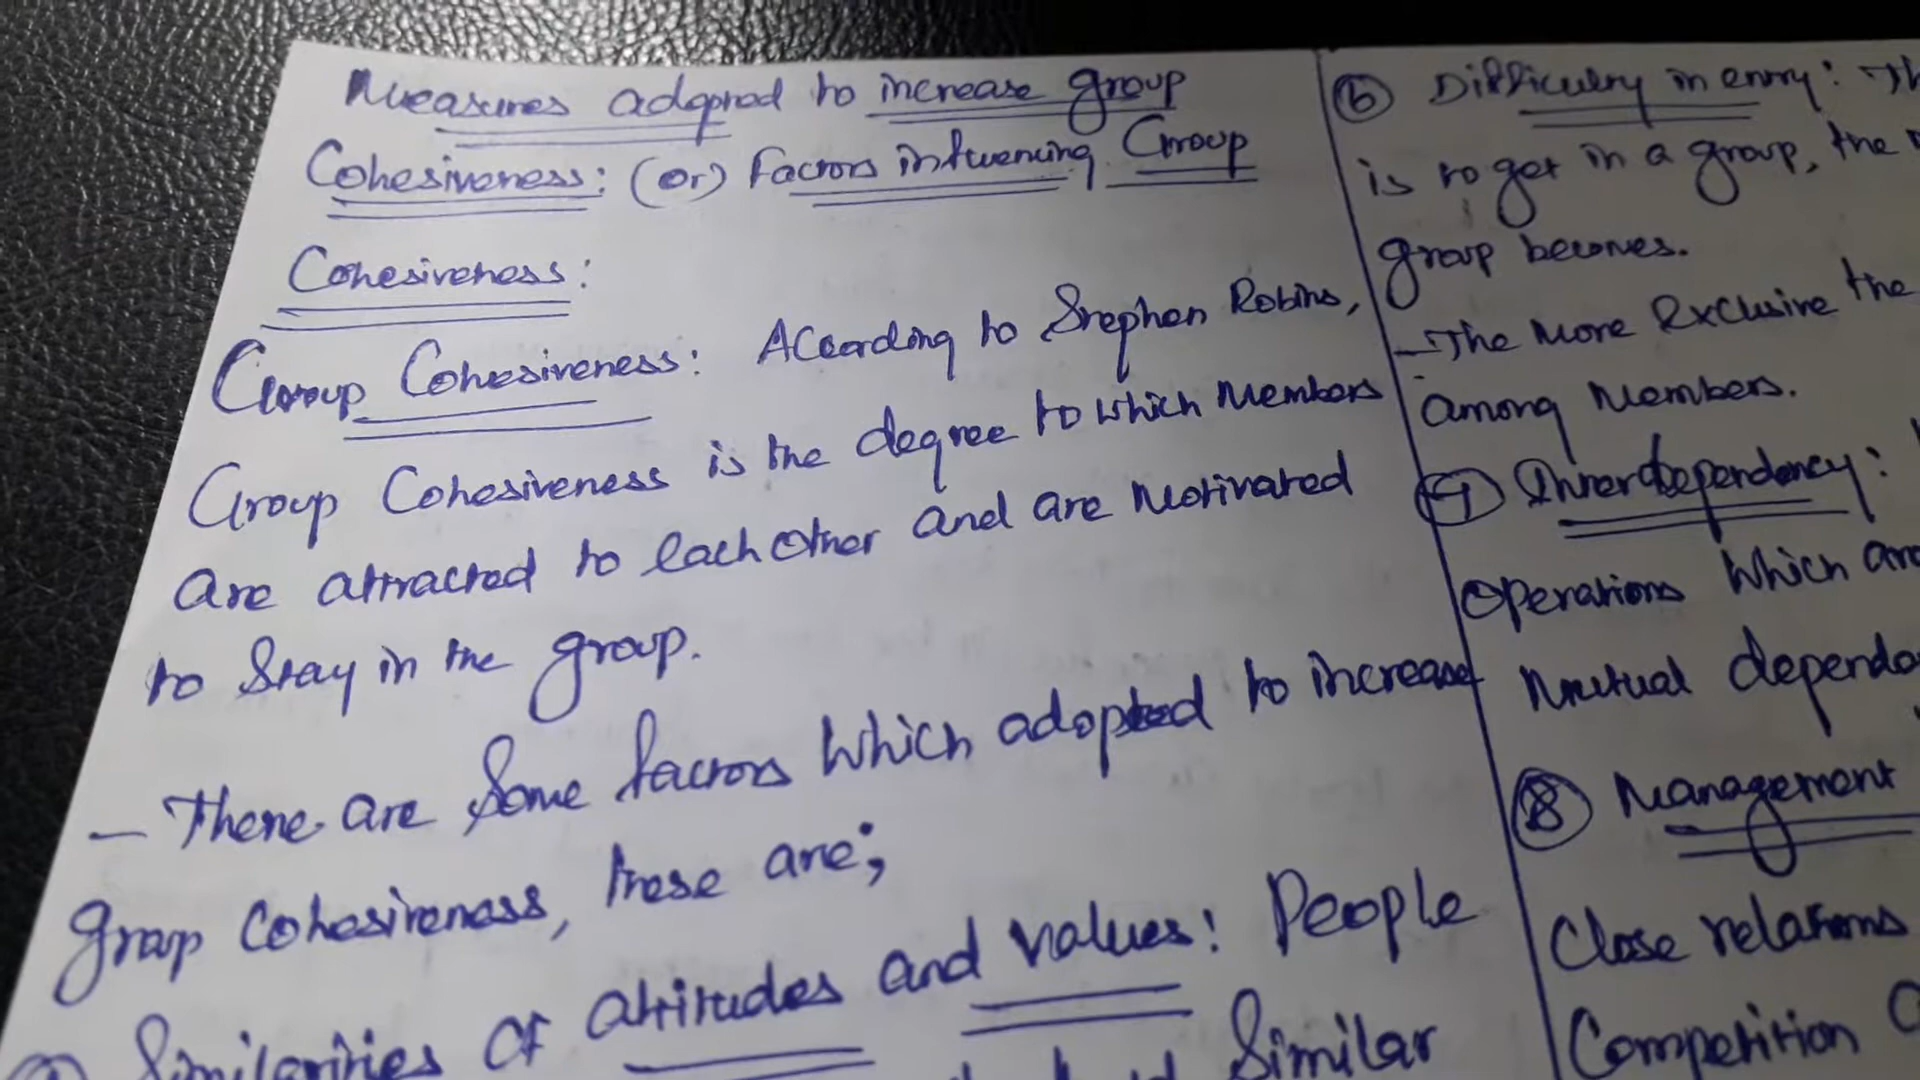 Measures adopted to increase group
Cohesiveness: (or) Factors influencing Group
Cohesiveness:
Group Cohesiveness: According to Stephen Robins,
Group Cohesiveness is the degree to which Members
are attracted to each other and are Motivated
to Stay in the group.
- There are Some factors which adopted to increase
group Cohesiveness, these are;
Similarities Of attitudes and values: People
Similar
⑥ Difficulty in entry: Th
is to get in a group, the
group becomes.
- The More Exclusive the
among Members.
⑦ Interdependency:
Operations Which are
Mutual depende
⑧ Management
Close relations
Competition